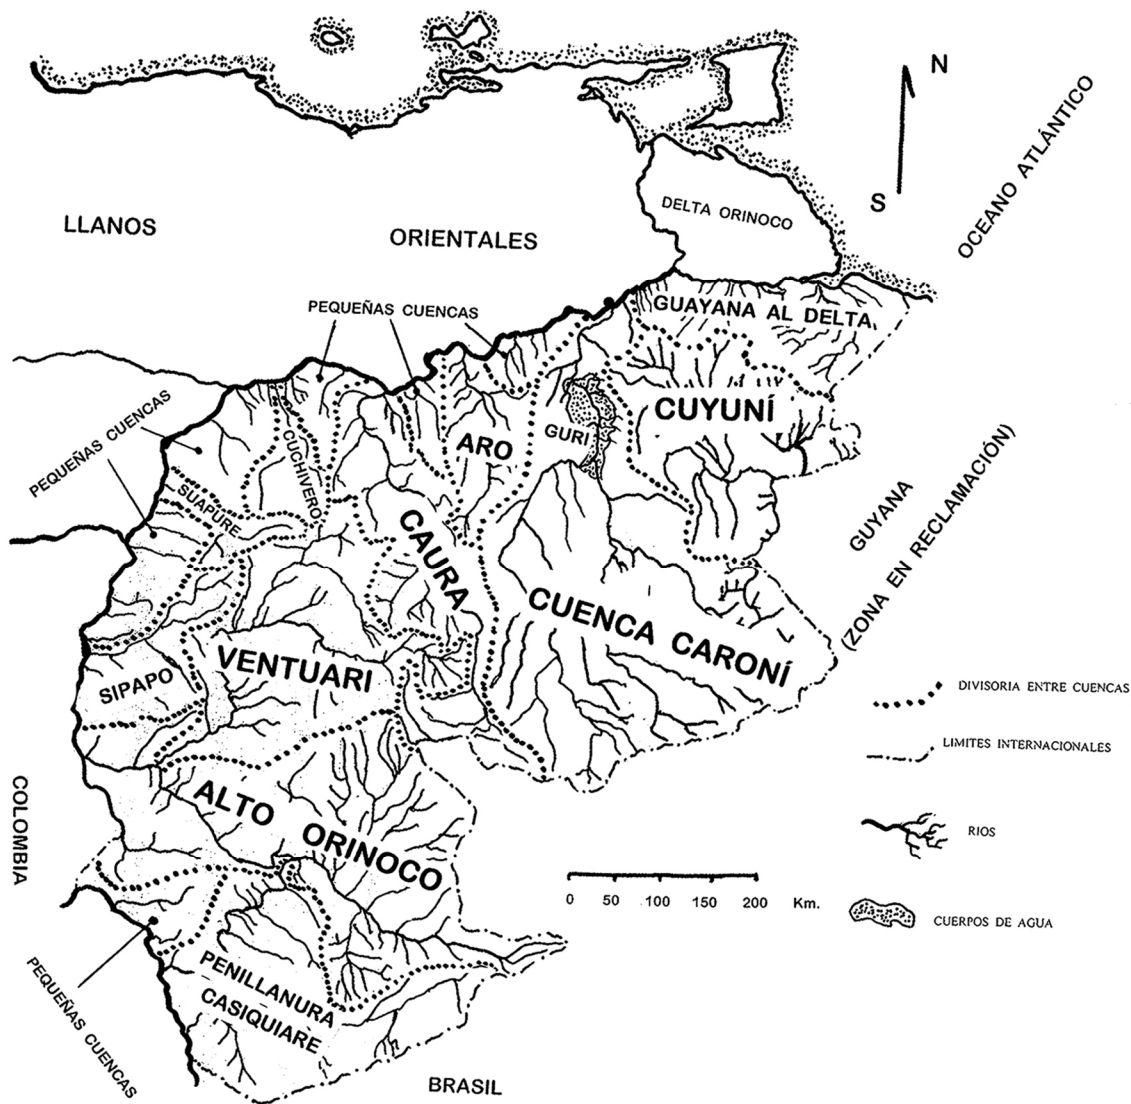 N
S
OCEANO ATLÁNTICO
LLANOS
ORIENTALES
DELTA ORINOCO
PEQUEÑAS CUENCAS
GUAYANA AL DELTA
CUYUNÍ
GURI
ARO
PEQUEÑAS CUENCAS
CUCHIVERO
SUAPURE
CAURA
GUYANA
(ZONA EN RECLAMACIÓN)
CUENCA CARONÍ
VENTUARI
SIPAPO
DIVISORIA ENTRE CUENCAS
LIMITES INTERNACIONALES
RIOS
CUERPOS DE AGUA
ALTO ORINOCO
COLOMBIA
0 50 100 150 200 Km.
PENILLANURA
CASIQUIARE
PEQUEÑAS CUENCAS
BRASIL